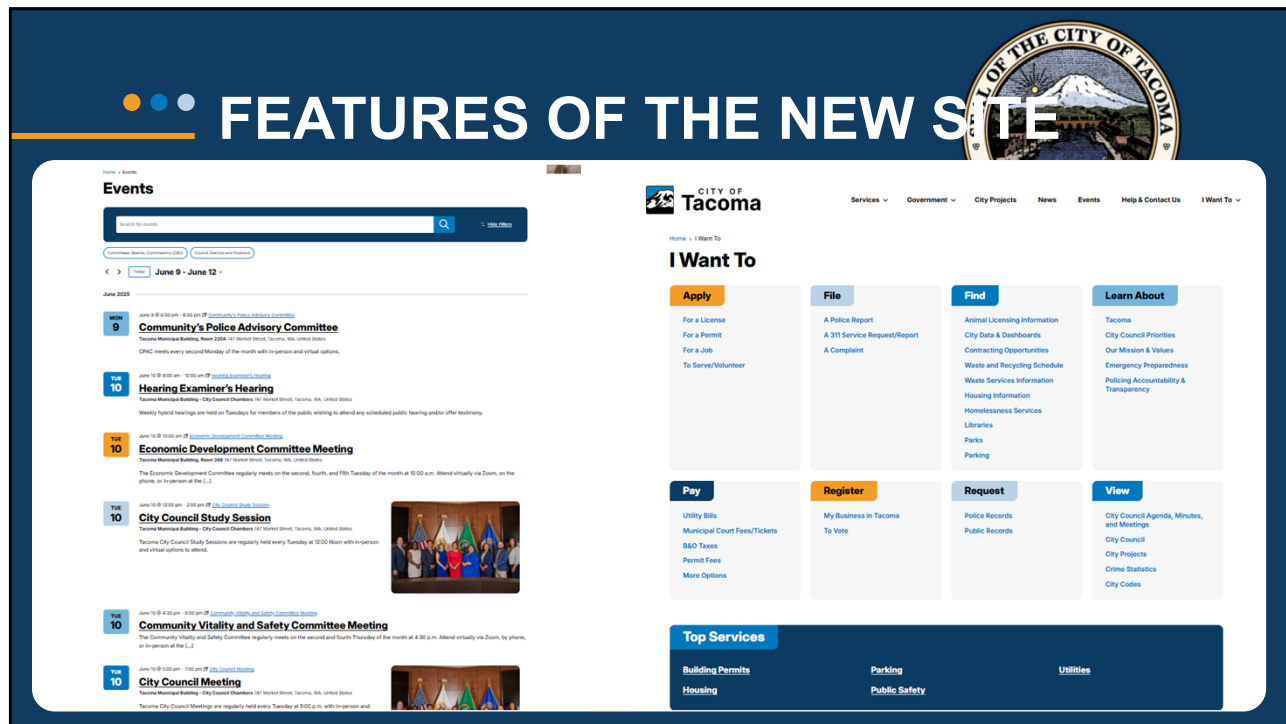 SEAL OF THE CITY OF TACOMA
FEATURES OF THE NEW SITE
Home > Events
Events
Search for events
Hide Filters
Committees, Boards, Commissions (CBC)
Council Districts and Positions
Today
June 9 - June 12
June 2025
MON
9
June 9 @ 6:00 pm - 8:00 pm Community's Police Advisory Committee
Community's Police Advisory Committee
Tacoma Municipal Building, Room 220A 747 Market Street, Tacoma, WA, United States
CPAC meets every second Monday of the month with in-person and virtual options.
TUE
10
June 10 @ 9:00 am - 10:00 am Hearing Examiner's Hearing
Hearing Examiner's Hearing
Tacoma Municipal Building - City Council Chambers 747 Market Street, Tacoma, WA, United States
Weekly hybrid hearings are held on Tuesdays for members of the public wishing to attend any scheduled public hearing and/or offer testimony.
TUE
10
June 10 @ 10:00 am Economic Development Committee Meeting
Economic Development Committee Meeting
Tacoma Municipal Building, Room 248 747 Market Street, Tacoma, WA, United States
The Economic Development Committee regularly meets on the second, fourth, and fifth Tuesday of the month at 10:00 a.m. Attend virtually via Zoom, on the
phone, or in-person at the [...]
TUE
10
June 10 @ 12:00 pm - 2:00 pm City Council Study Session
City Council Study Session
Tacoma Municipal Building - City Council Chambers 747 Market Street, Tacoma, WA, United States
Tacoma City Council Study Sessions are regularly held every Tuesday at 12:00 Noon with in-person
and virtual options to attend.
TUE
10
June 10 @ 4:30 pm - 6:00 pm Community Vitality and Safety Committee Meeting
Community Vitality and Safety Committee Meeting
The Community Vitality and Safety Committee regularly meets on the second and fourth Thursday of the month at 4:30 p.m. Attend virtually via Zoom, by phone,
or in-person at the [...]
TUE
10
June 10 @ 5:00 pm - 7:00 pm City Council Meeting
City Council Meeting
Tacoma Municipal Building - City Council Chambers 747 Market Street, Tacoma, WA, United States
Tacoma City Council Meetings are regularly held every Tuesday at 5:00 p.m. with in-person and
CITY OF
Tacoma
Services
Government
City Projects
News
Events
Help & Contact Us
I Want To
Home > I Want To
I Want To
Apply
For a License
For a Permit
For a Job
To Serve/Volunteer
File
A Police Report
A 311 Service Request/Report
A Complaint
Find
Animal Licensing Information
City Data & Dashboards
Contracting Opportunities
Waste and Recycling Schedule
Waste Services Information
Housing Information
Homelessness Services
Libraries
Parks
Parking
Learn About
Tacoma
City Council Priorities
Our Mission & Values
Emergency Preparedness
Policing Accountability &
Transparency
Pay
Utility Bills
Municipal Court Fees/Tickets
B&O Taxes
Permit Fees
More Options
Register
My Business in Tacoma
To Vote
Request
Police Records
Public Records
View
City Council Agenda, Minutes,
and Meetings
City Council
City Projects
Crime Statistics
City Codes
Top Services
Building Permits
Parking
Utilities
Housing
Public Safety